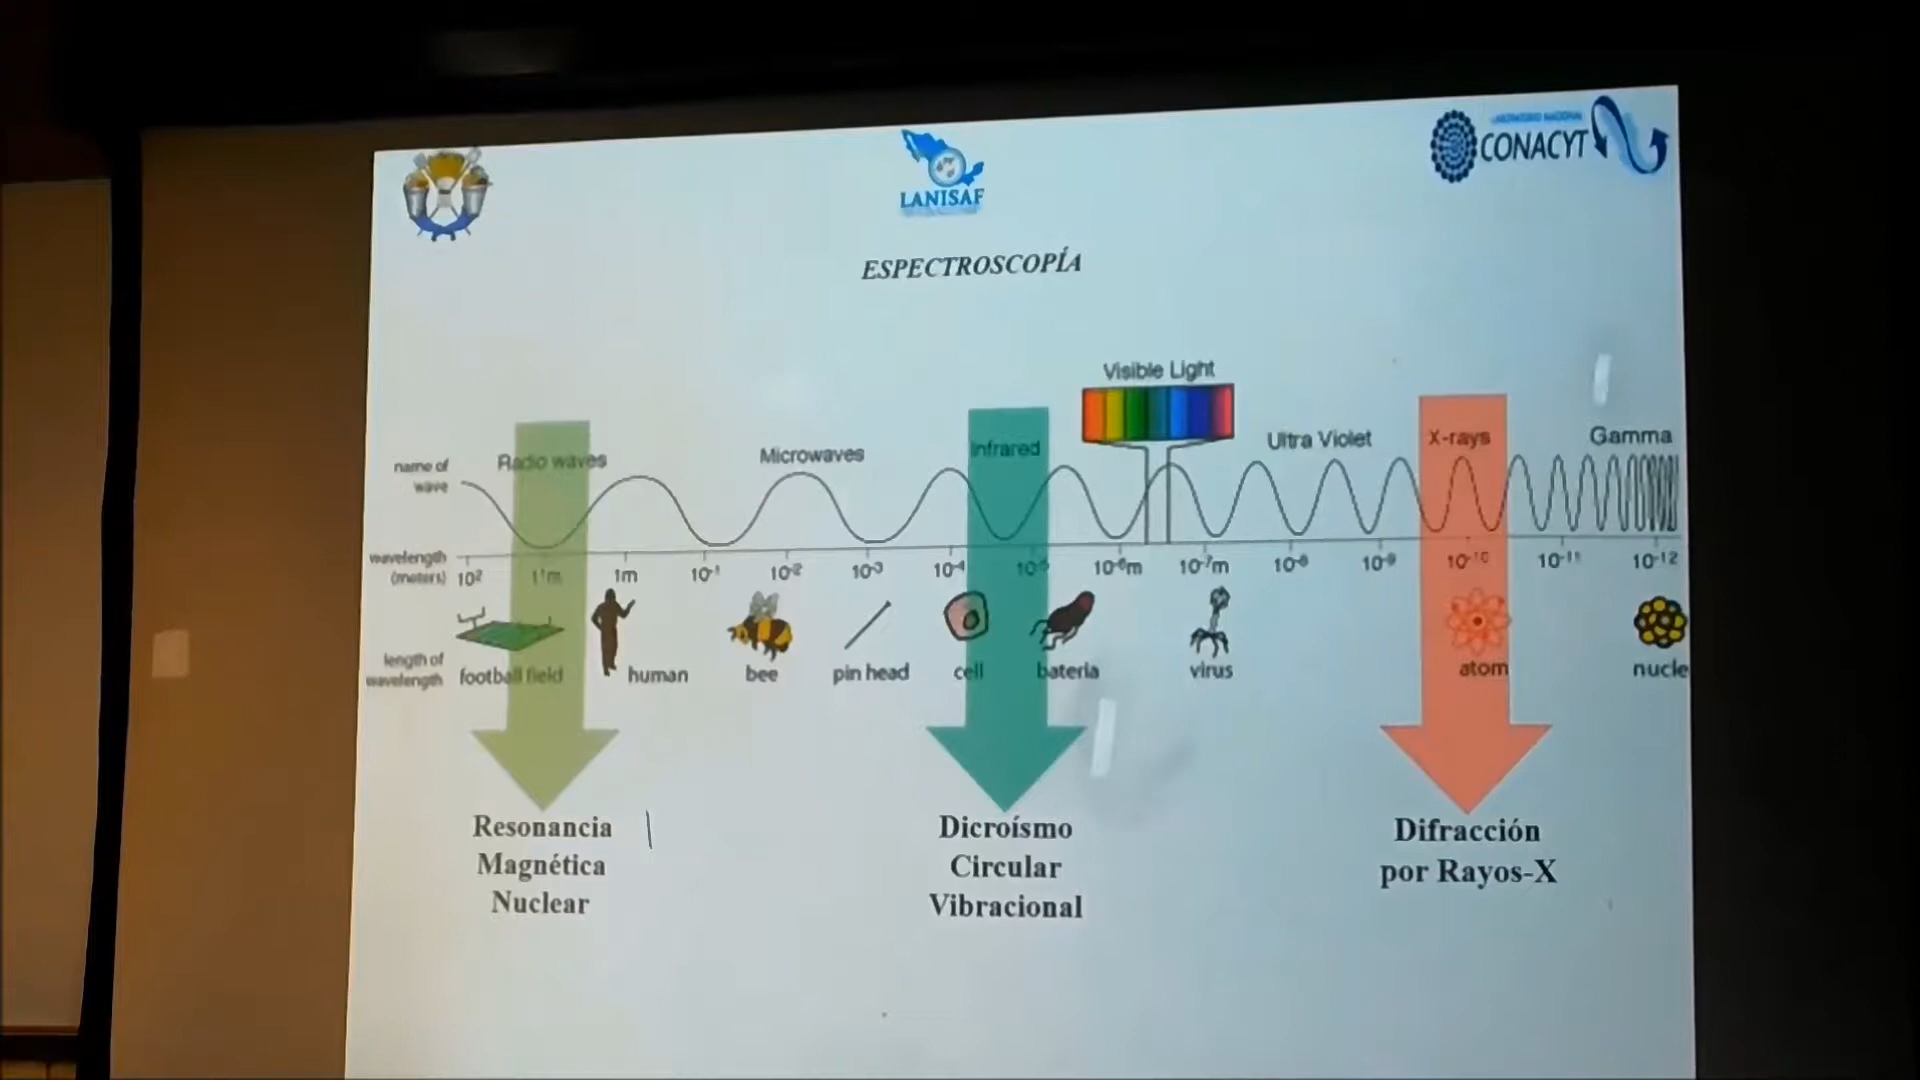 LABORATORIO NACIONAL
CONACYT
LANISAF
ESPECTROSCOPÍA
Visible Light
name of wave
Radio waves
Microwaves
Infrared
Ultra Violet
X-rays
Gamma
wavelength
(meters)
10² 1¹m 1m 10⁻¹ 10⁻² 10⁻³ 10⁻⁴ 10⁻⁵ 10⁻⁶m 10⁻⁷m 10⁻⁸ 10⁻⁹ 10⁻¹⁰ 10⁻¹¹ 10⁻¹²
length of
wavelength
football field
human
bee
pin head
cell
bateria
virus
atom
nucle
Resonancia
Magnética
Nuclear
Dicroísmo
Circular
Vibracional
Difracción
por Rayos-X